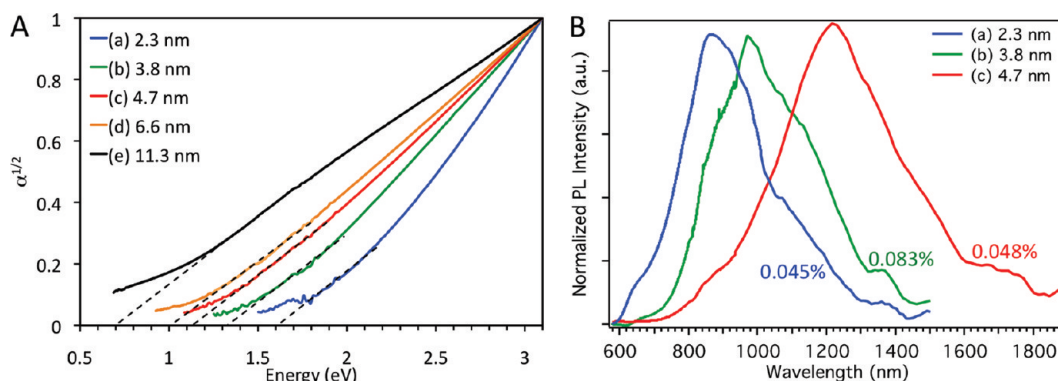 A
(a) 2.3 nm
(b) 3.8 nm
(c) 4.7 nm
(d) 6.6 nm
(e) 11.3 nm
α1/2
1
0.8
0.6
0.4
0.2
0
0.5 1 1.5 2 2.5 3
Energy (eV)
B
(a) 2.3 nm
(b) 3.8 nm
(c) 4.7 nm
Normalized PL Intensity (a.u.)
0.045%
0.083%
0.048%
600 800 1000 1200 1400 1600 1800
Wavelength (nm)